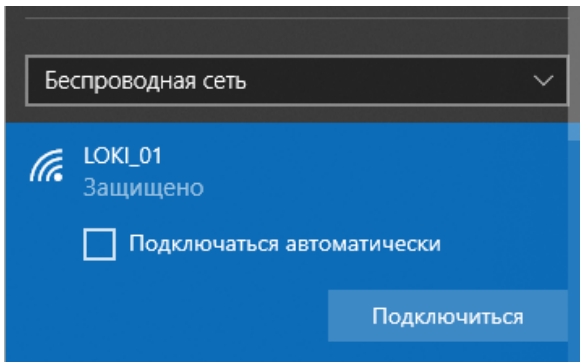 Беспроводная сеть
LOKI_01
Защищено
Подключаться автоматически
Подключиться